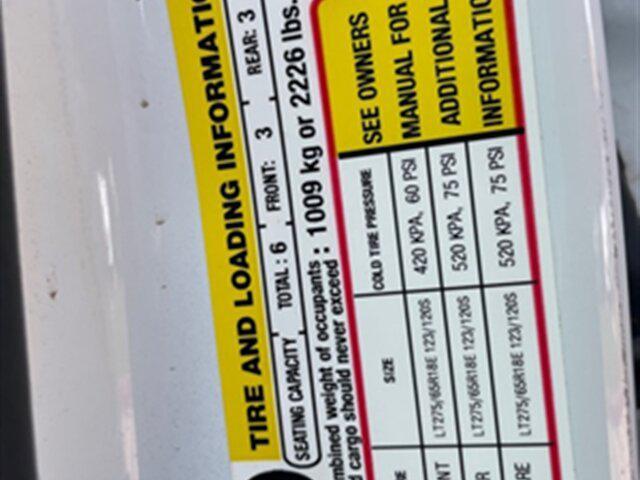 TIRE AND LOADING INFORMATIO
SEATING CAPACITY TOTAL : 6 FRONT: 3 REAR: 3
mbined weight of occupants : 1009 kg or 2226 lbs.
d cargo should never exceed
RE SIZE COLD TIRE PRESSURE
NT LT275/65R18E 123/120S 420 KPA, 60 PSI
R LT275/65R18E 123/120S 520 KPA, 75 PSI
RE LT275/65R18E 123/120S 520 KPA, 75 PSI
SEE OWNERS
MANUAL FOR
ADDITIONAL
INFORMATIO